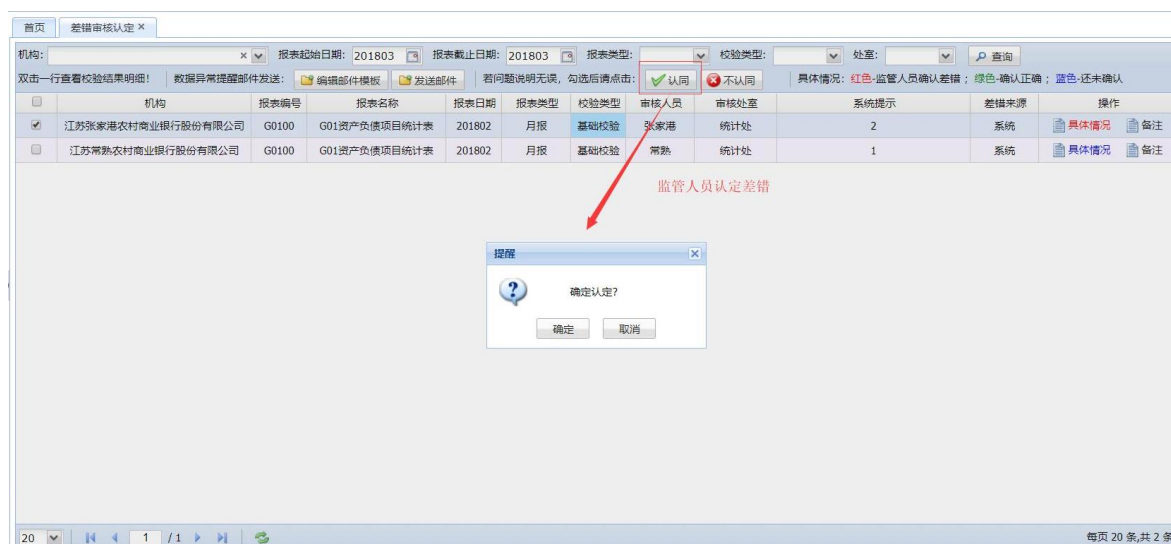 首页 差错审核认定 ×
机构: 报表起始日期: 201803 报表截止日期: 201803 报表类型: 校验类型: 处室: 查询
双击一行查看校验结果明细! 数据异常提醒邮件发送: 编辑邮件模板 发送邮件 若问题说明无误, 勾选后请点击: 认同 不认同 具体情况: 红色-监管人员确认差错; 绿色-确认正确; 蓝色-还未确认
机构 报表编号 报表名称 报表日期 报表类型 校验类型 审核人员 审核处室 系统提示 差错来源 操作
江苏张家港农村商业银行股份有限公司 G0100 G01资产负债项目统计表 201802 月报 基础校验 张家港 统计处 2 系统 具体情况 备注
江苏常熟农村商业银行股份有限公司 G0100 G01资产负债项目统计表 201802 月报 基础校验 常熟 统计处 1 系统 具体情况 备注
监管人员认定差错
提醒
确定认定?
确定 取消
20 1 /1 每页 20 条,共 2 条